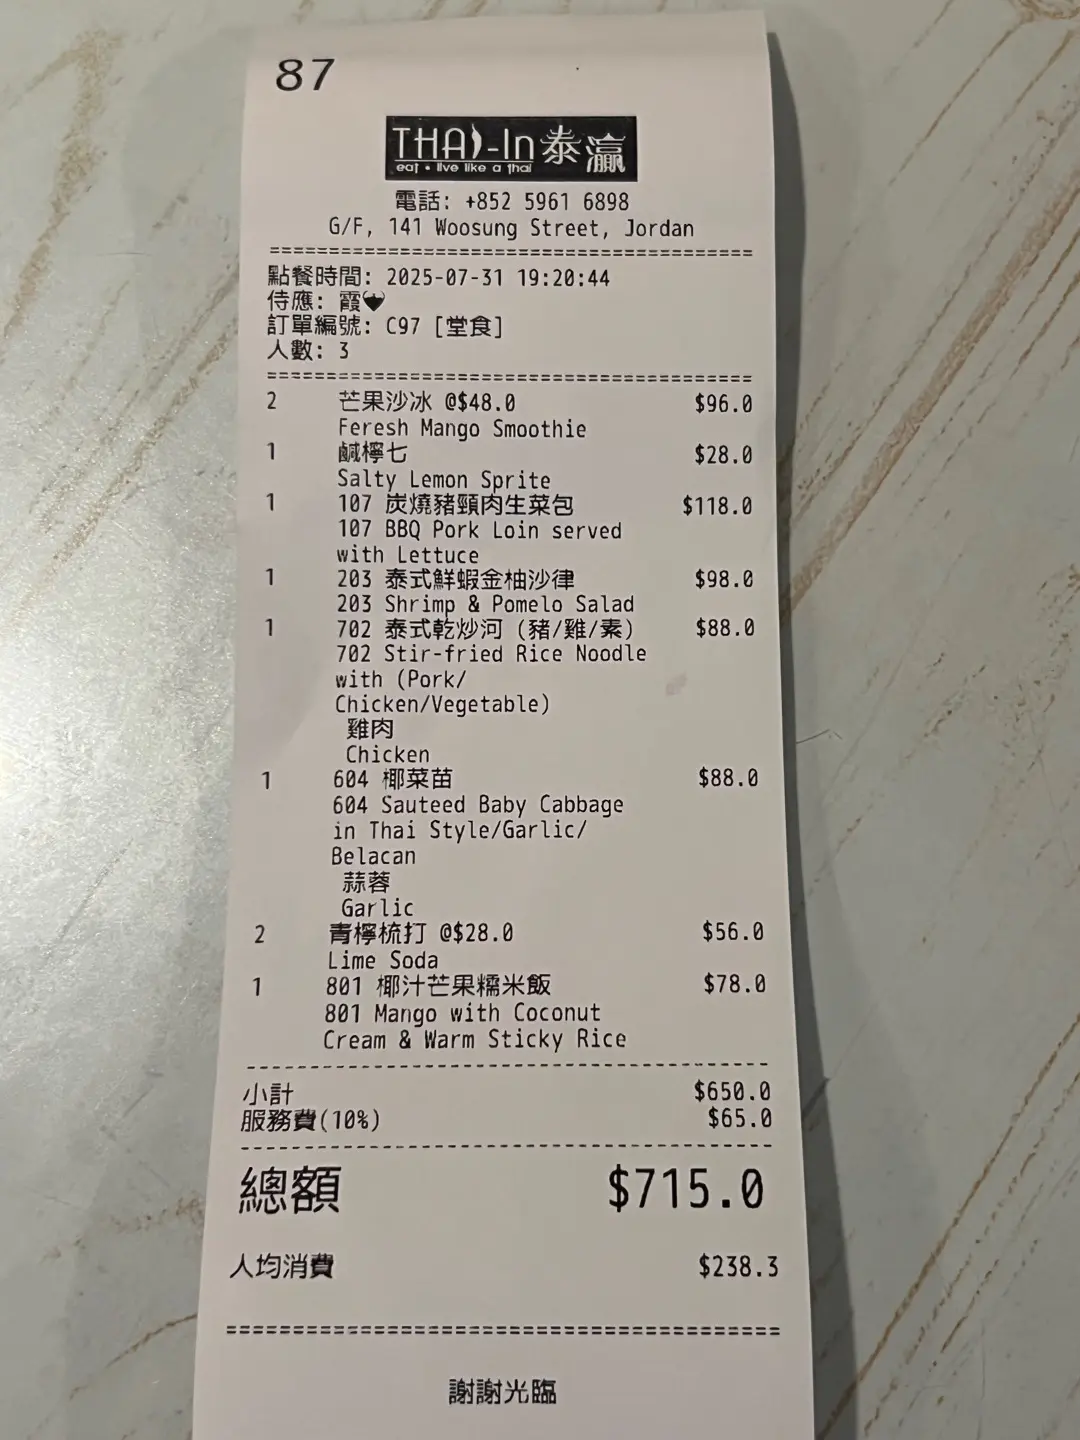 87
THAI-In 泰瀛
eat • live like a thai
電話: +852 5961 6898
G/F, 141 Woosung Street, Jordan
==========================================
點餐時間: 2025-07-31 19:20:44
侍應: 霞♥
訂單編號: C97 [堂食]
人數: 3
==========================================
2 芒果沙冰 @$48.0 $96.0
Feresh Mango Smoothie
1 鹹檸七 $28.0
Salty Lemon Sprite
1 107 炭燒豬頸肉生菜包 $118.0
107 BBQ Pork Loin served
with Lettuce
1 203 泰式鮮蝦金柚沙律 $98.0
203 Shrimp & Pomelo Salad
1 702 泰式乾炒河 (豬/雞/素) $88.0
702 Stir-fried Rice Noodle
with (Pork/
Chicken/Vegetable)
雞肉
Chicken
1 604 椰菜苗 $88.0
604 Sauteed Baby Cabbage
in Thai Style/Garlic/
Belacan
蒜蓉
Garlic
2 青檸梳打 @$28.0 $56.0
Lime Soda
1 801 椰汁芒果糯米飯 $78.0
801 Mango with Coconut
Cream & Warm Sticky Rice
------------------------------------------
小計 $650.0
服務費(10%) $65.0
------------------------------------------
總額 $715.0
人均消費 $238.3
==========================================
謝謝光臨